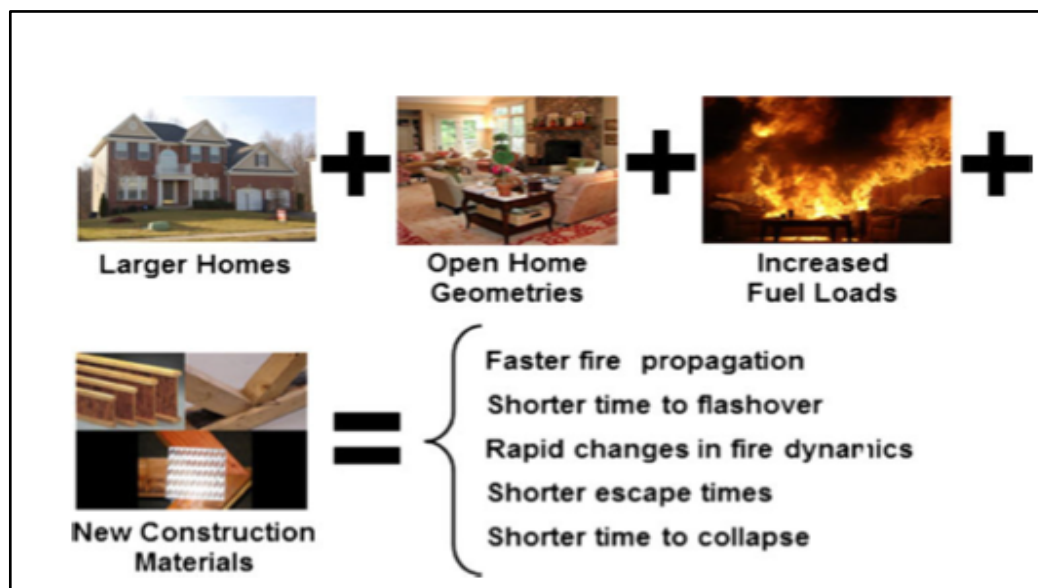 Larger Homes
Open Home
Geometries
Increased
Fuel Loads
New Construction
Materials
Faster fire propagation
Shorter time to flashover
Rapid changes in fire dynamics
Shorter escape times
Shorter time to collapse